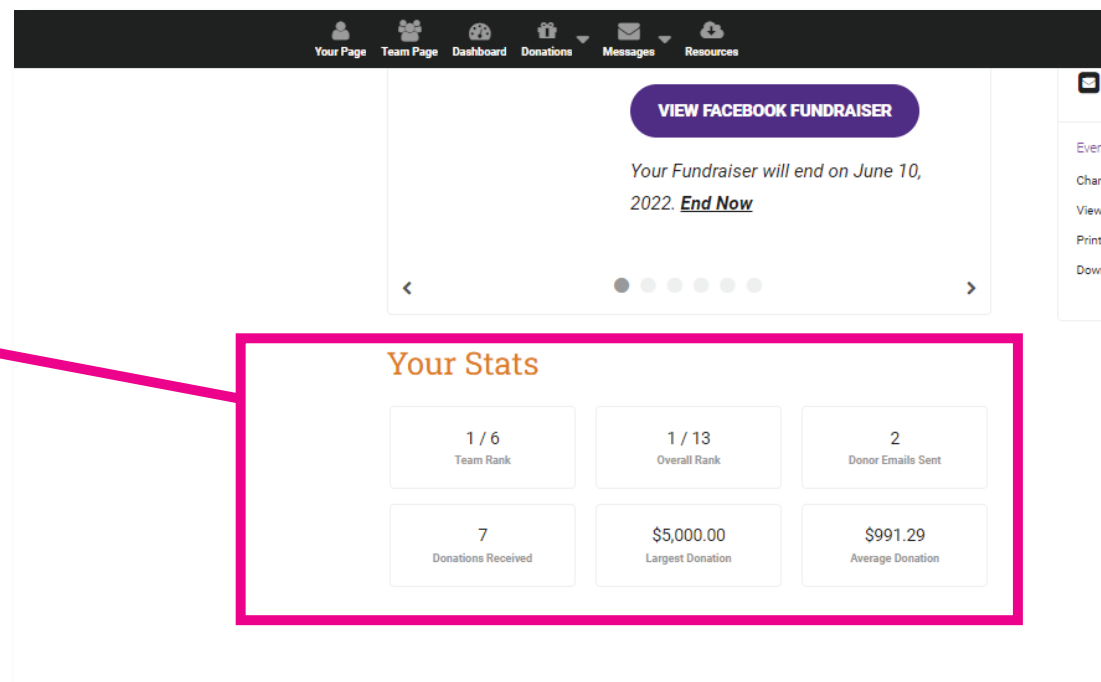 Your Page Team Page Dashboard Donations Messages Resources
VIEW FACEBOOK FUNDRAISER
Your Fundraiser will end on June 10,
2022. End Now
Your Stats
1 / 6
Team Rank
1 / 13
Overall Rank
2
Donor Emails Sent
7
Donations Received
$5,000.00
Largest Donation
$991.29
Average Donation
View
Print